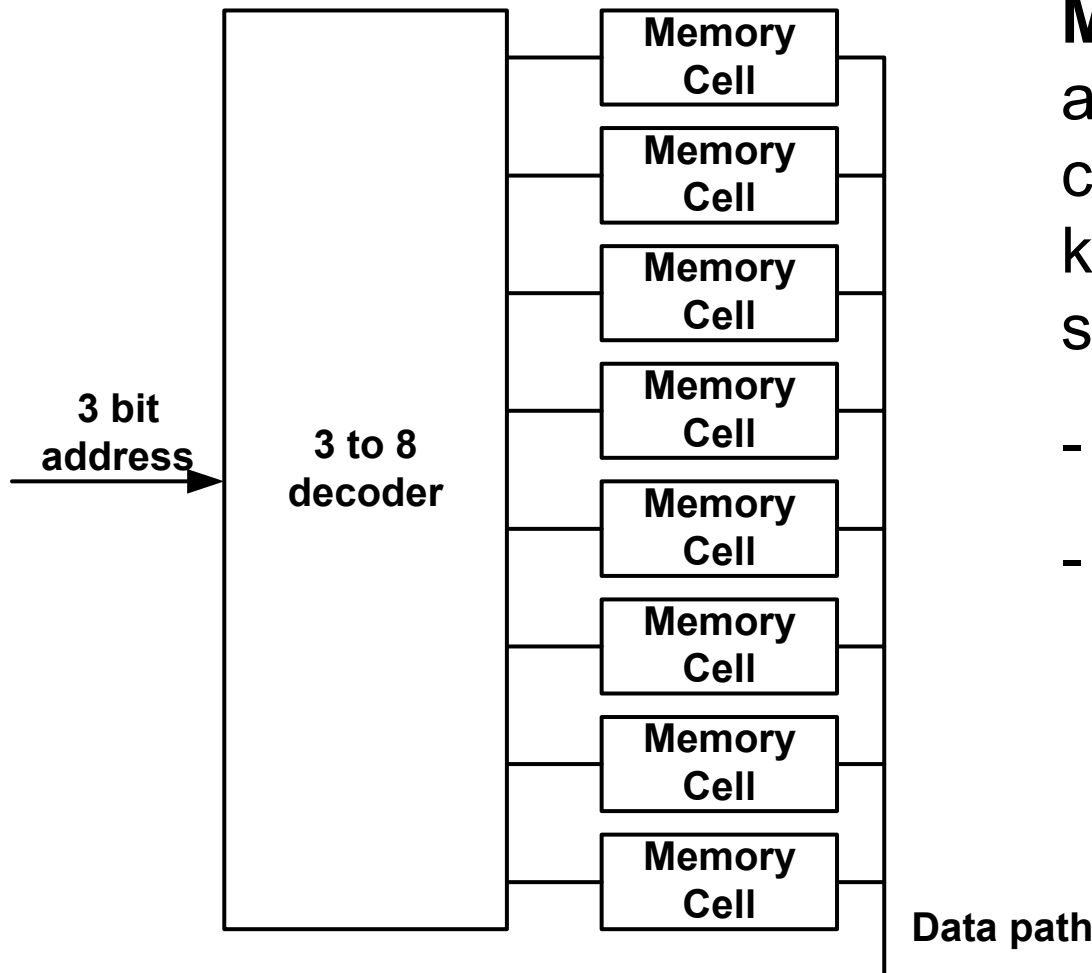 3 bit
address
3 to 8
decoder
Memory
Cell
Memory
Cell
Memory
Cell
Memory
Cell
Memory
Cell
Memory
Cell
Memory
Cell
Memory
Cell
Data path
-
-